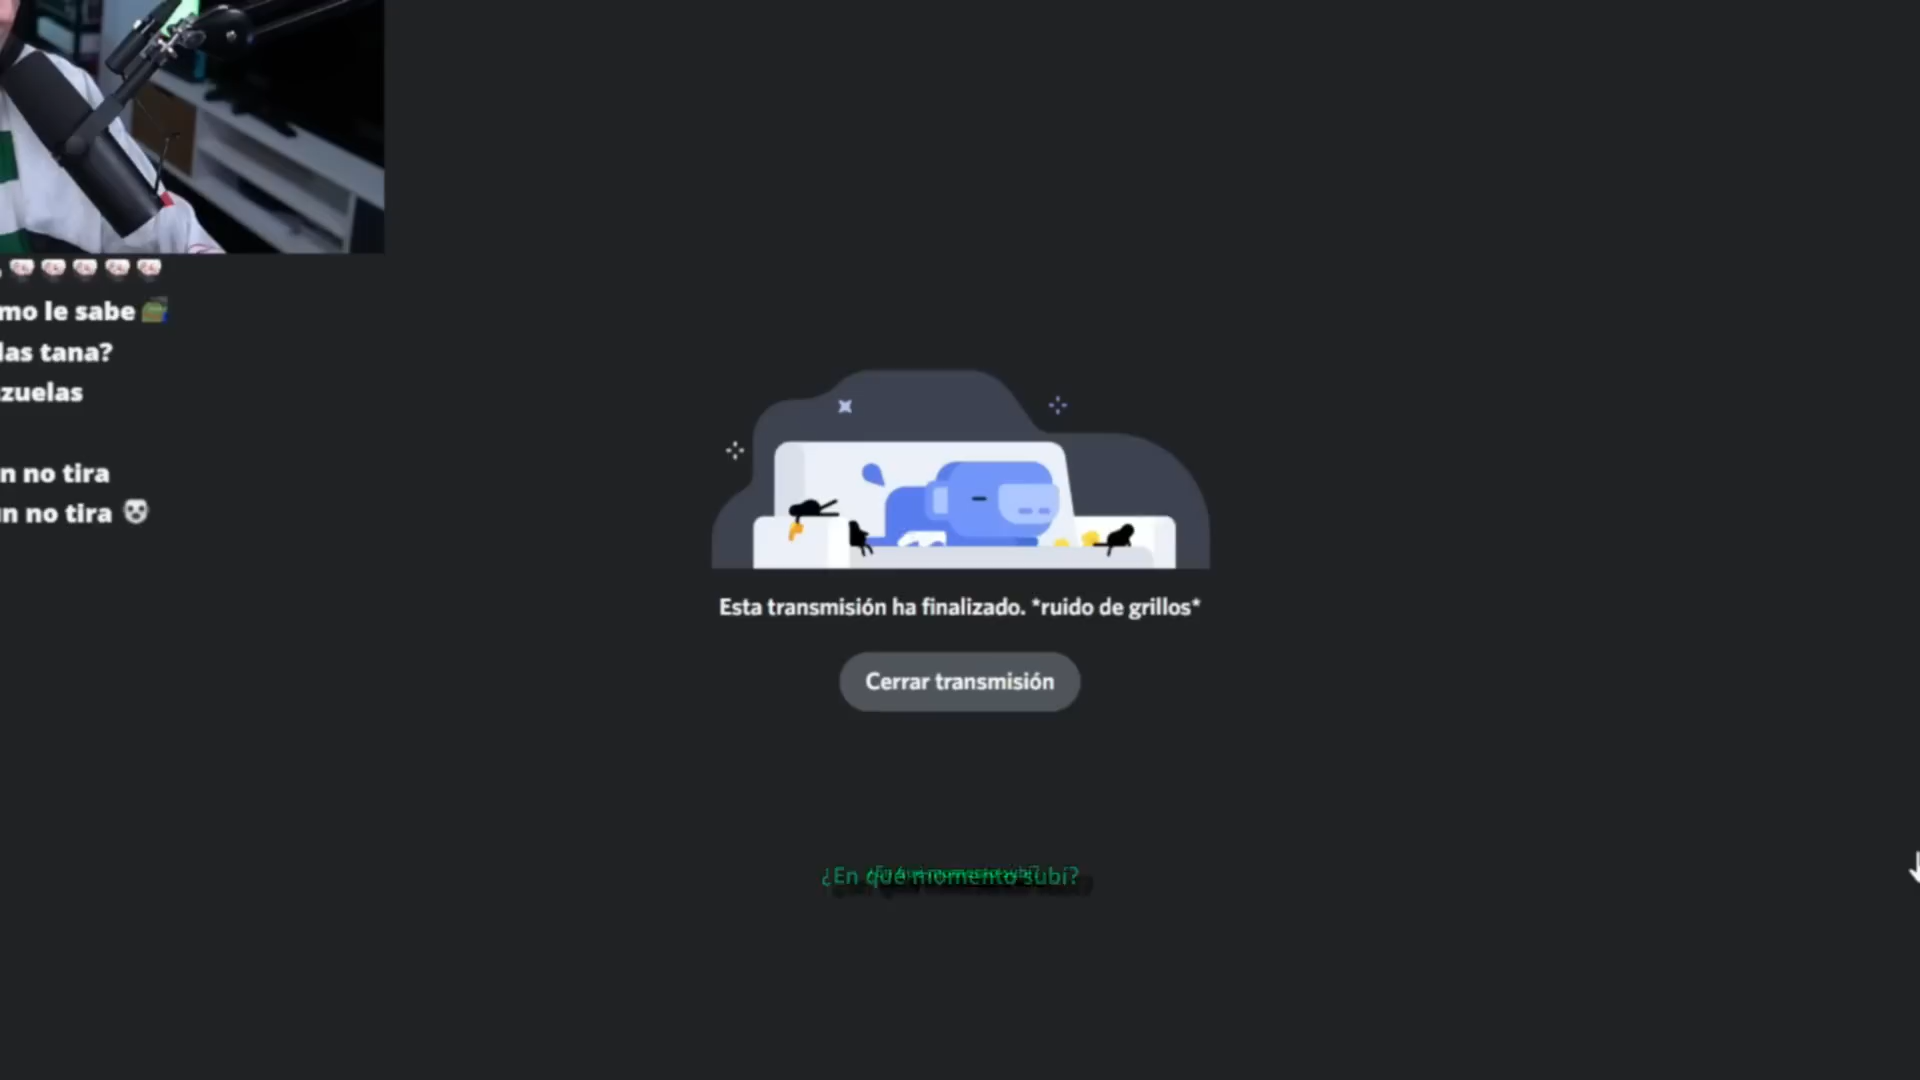 mo le sabe
las tana?
zuelas
n no tira
n no tira
Esta transmisión ha finalizado. *ruido de grillos*
Cerrar transmisión
¿En qué momento subí?